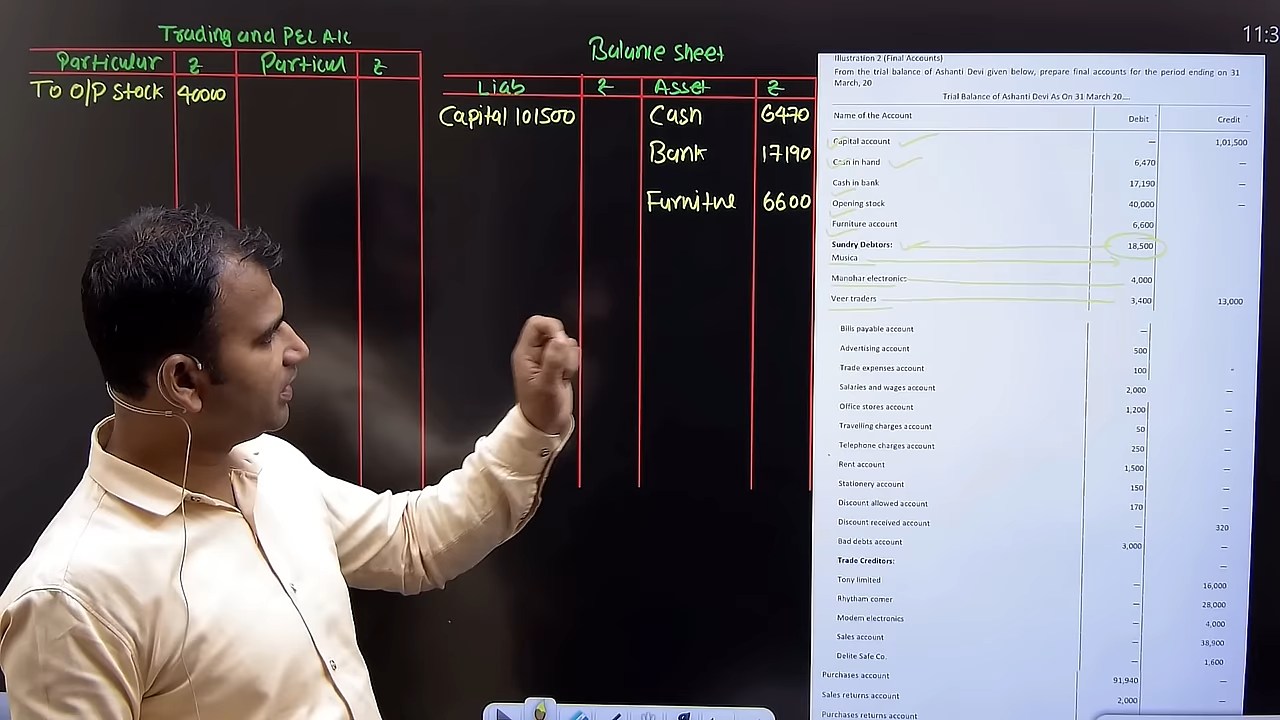 Trading and P&L A/c
Particular ₹ Particul ₹
To O/P Stock 40000
Balance sheet
Liab ₹ Asset ₹
Capital 101500 Cash 6470
Bank 17190
Furniture 6600
11:3
Illustration 2 (Final Accounts)
From the trial balance of Ashanti Devi given below, prepare final accounts for the period ending on 31
March, 20
Trial Balance of Ashanti Devi As On 31 March 20...
Name of the Account Debit Credit
Capital account — 1,01,500
Cash in hand 6,470 —
Cash in bank 17,190 —
Opening stock 40,000 —
Furniture account 6,600
Sundry Debtors: 18,500
Musica
Manohar electronics 4,000
Veer traders 3,400 13,000
Bills payable account —
Advertising account 500
Trade expenses account 100 -
Salaries and wages account 2,000 —
Office stores account 1,200 —
Travelling charges account 50 —
Telephone charges account 250 —
Rent account 1,500 —
Stationery account 150 —
Discount allowed account 170 —
Discount received account — 320
Bad debts account 3,000 —
Trade Creditors: —
Tony limited — 16,000
Rhytham corner — 28,000
Modern electronics — 4,000
Sales account — 38,900
Delite Safe Co. — 1,600
Purchases account 91,940 —
Sales returns account 2,000 —
Purchases returns account